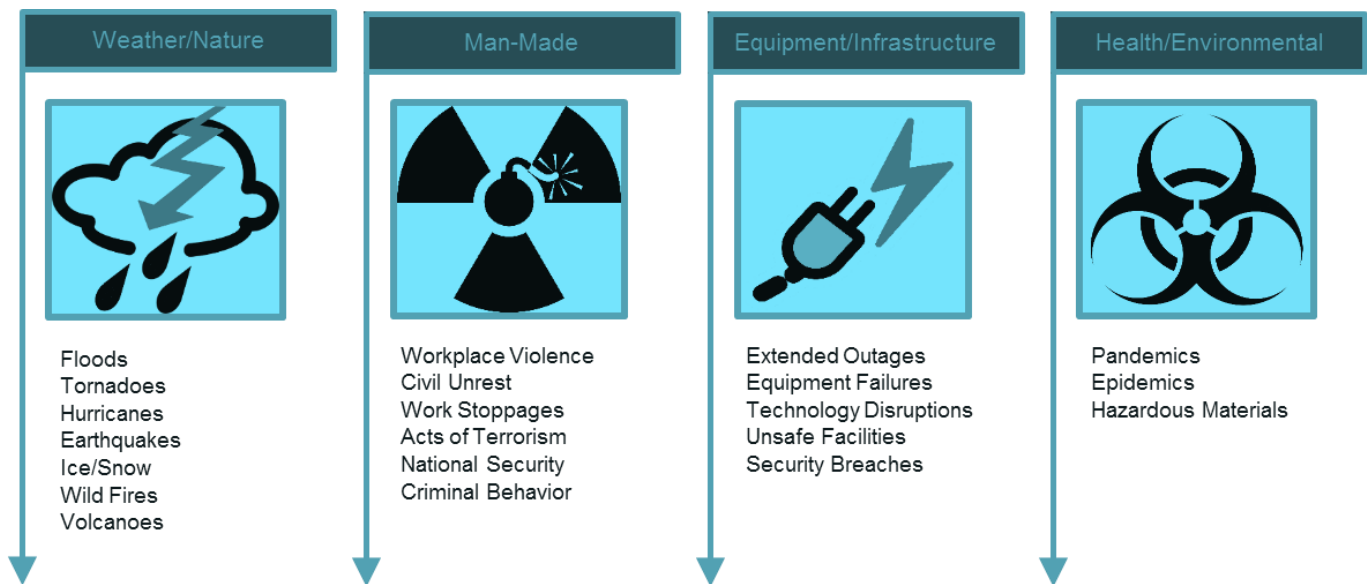 Weather/Nature
Floods
Tornadoes
Hurricanes
Earthquakes
Ice/Snow
Wild Fires
Volcanoes
Man-Made
Workplace Violence
Civil Unrest
Work Stoppages
Acts of Terrorism
National Security
Criminal Behavior
Equipment/Infrastructure
Extended Outages
Equipment Failures
Technology Disruptions
Unsafe Facilities
Security Breaches
Health/Environmental
Pandemics
Epidemics
Hazardous Materials